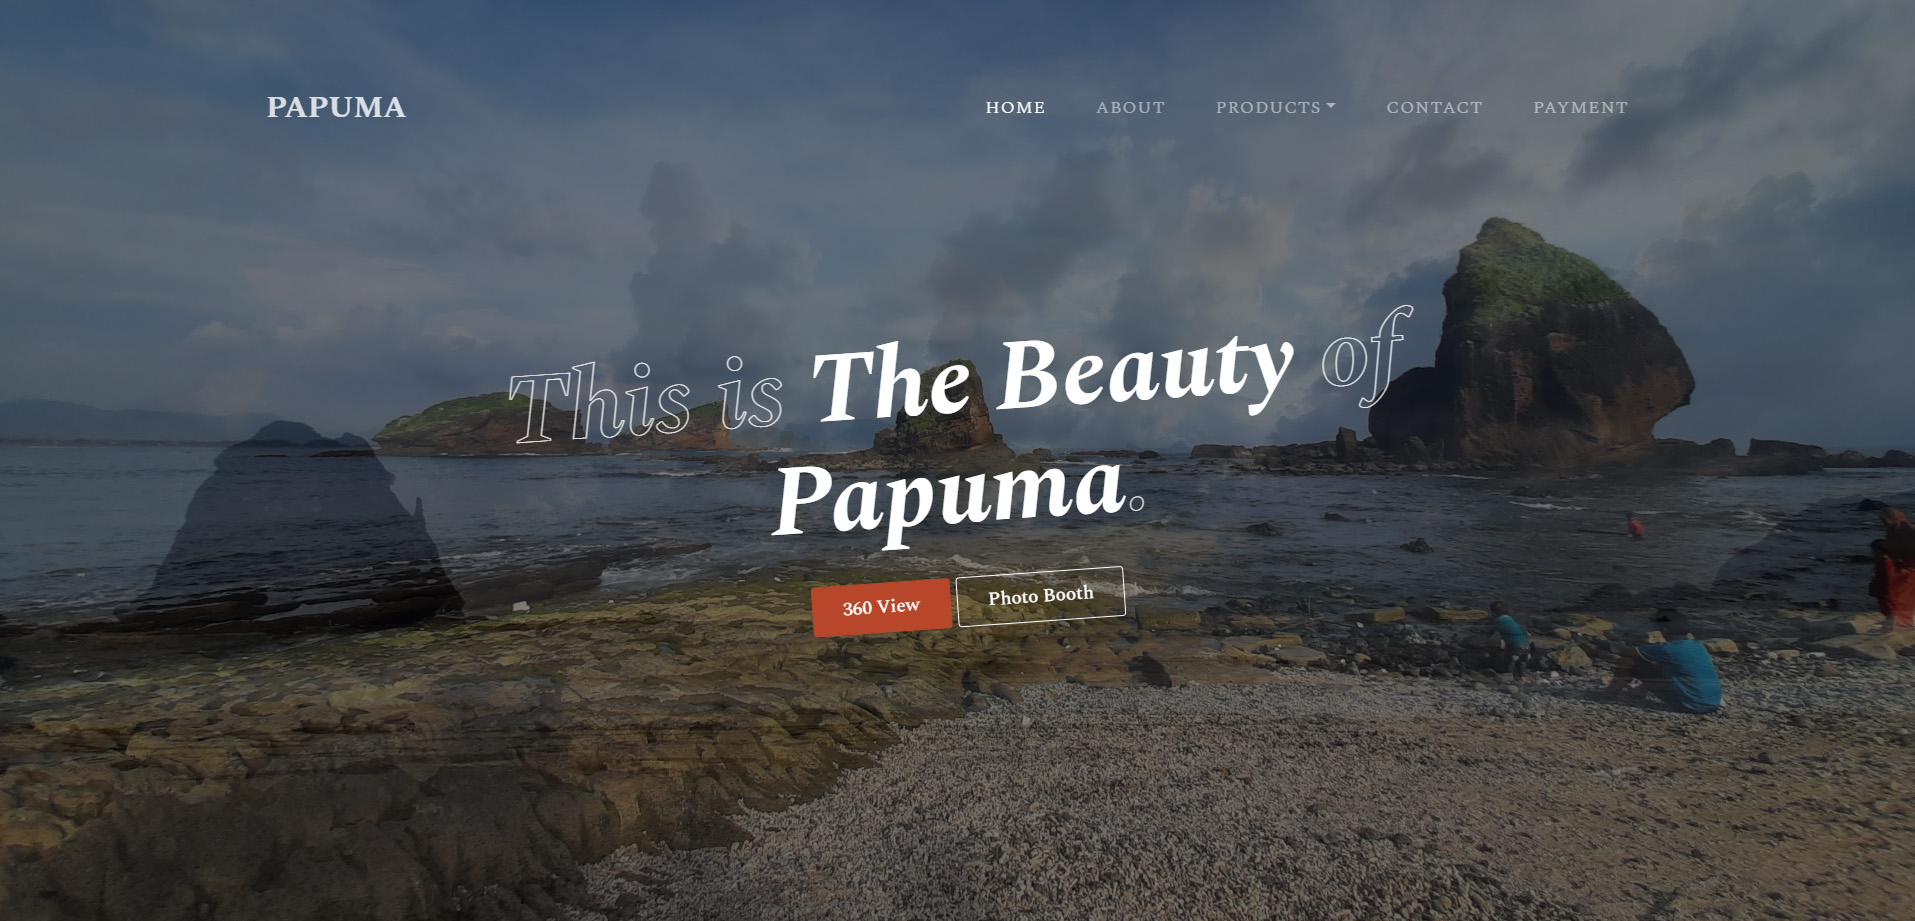 PAPUMA
HOME ABOUT PRODUCTS CONTACT PAYMENT
This is The Beauty of
Papuma.
360 View Photo Booth